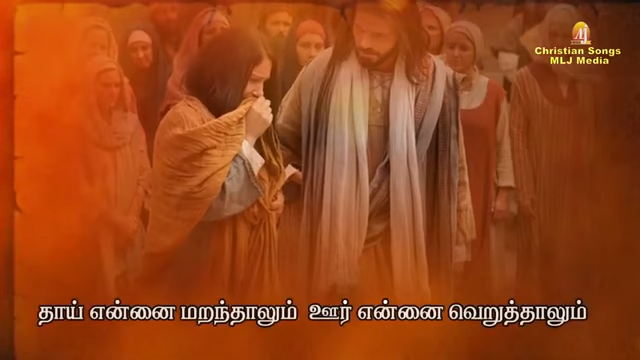 Christian Songs
MLJ Media
தாய் என்னை மறந்தாலும் ஊர் என்னை வெறுத்தாலும்